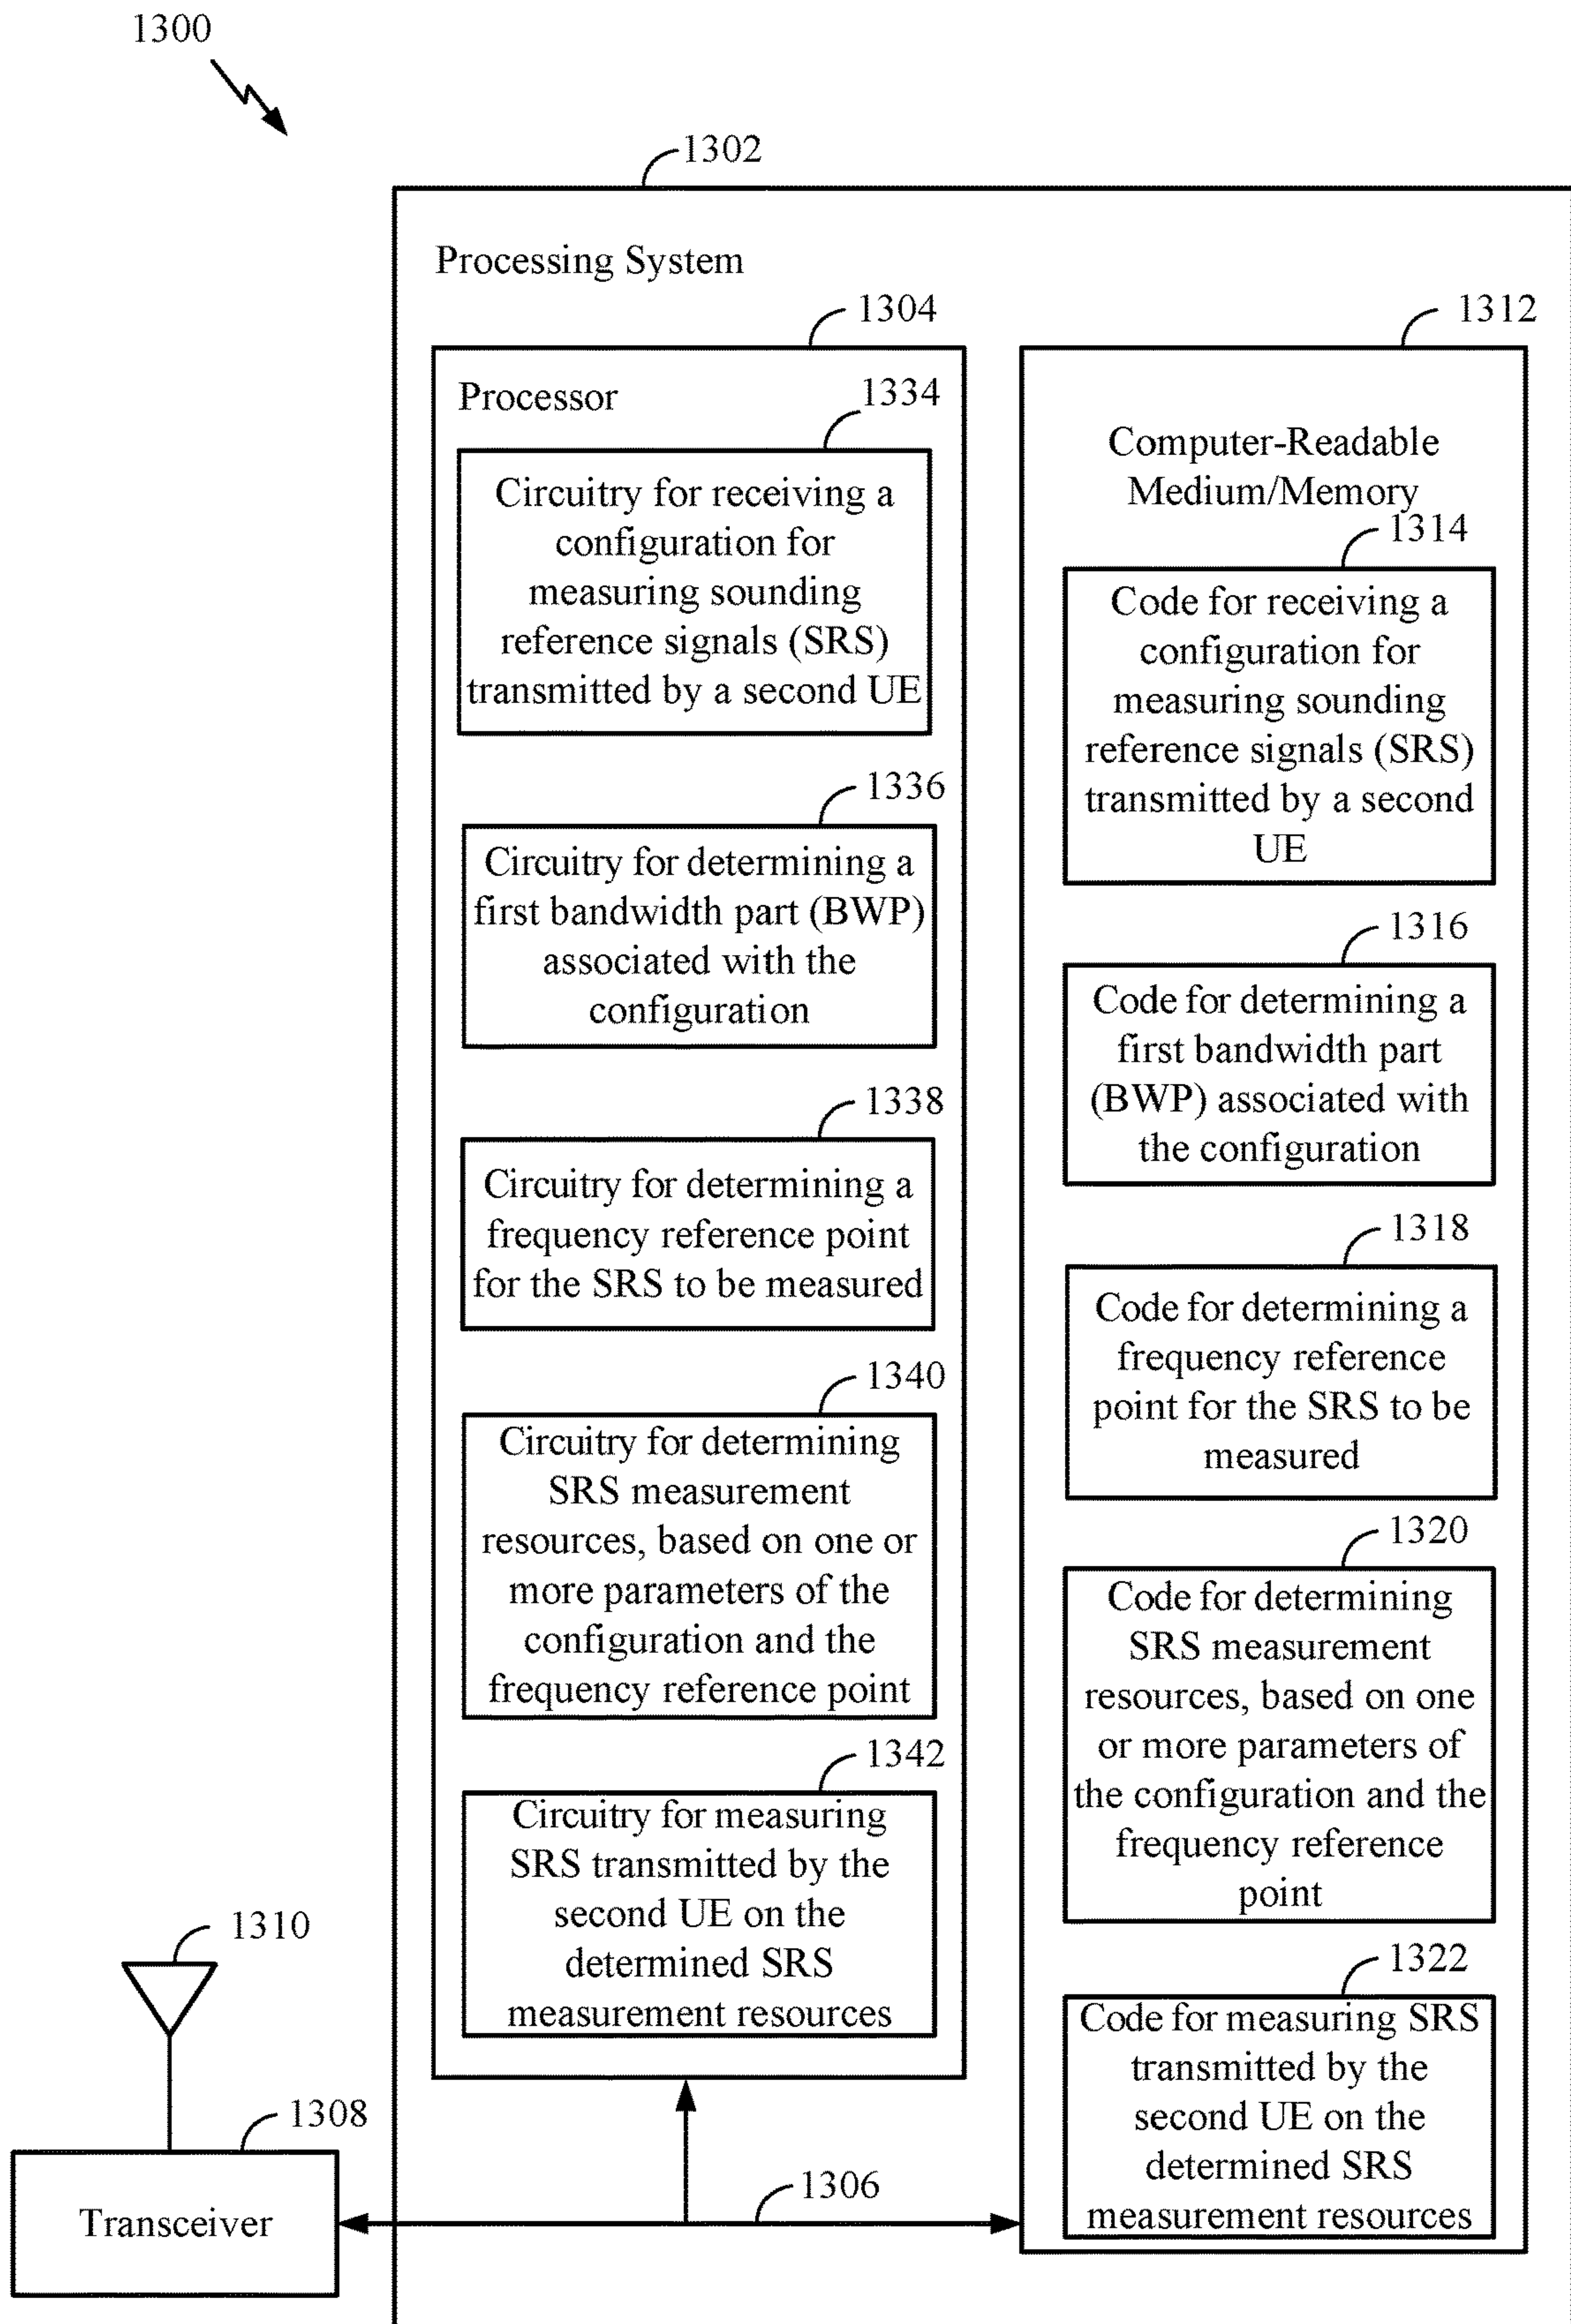 1300
1302
Processing System
1304
Processor
1334
Circuitry for receiving a
configuration for
measuring sounding
reference signals (SRS)
transmitted by a second UE
1336
Circuitry for determining a
first bandwidth part (BWP)
associated with the
configuration
1338
Circuitry for determining a
frequency reference point
for the SRS to be measured
1340
Circuitry for determining
SRS measurement
resources, based on one or
more parameters of the
configuration and the
frequency reference point
1342
Circuitry for measuring
SRS transmitted by the
second UE on the
determined SRS
measurement resources
1312
Computer-Readable
Medium/Memory
1314
Code for receiving a
configuration for
measuring sounding
reference signals (SRS)
transmitted by a second
UE
1316
Code for determining a
first bandwidth part
(BWP) associated with
the configuration
1318
Code for determining a
frequency reference
point for the SRS to be
measured
1320
Code for determining
SRS measurement
resources, based on one
or more parameters of
the configuration and the
frequency reference
point
1322
Code for measuring SRS
transmitted by the
second UE on the
determined SRS
measurement resources
1310
1308
Transceiver
1306